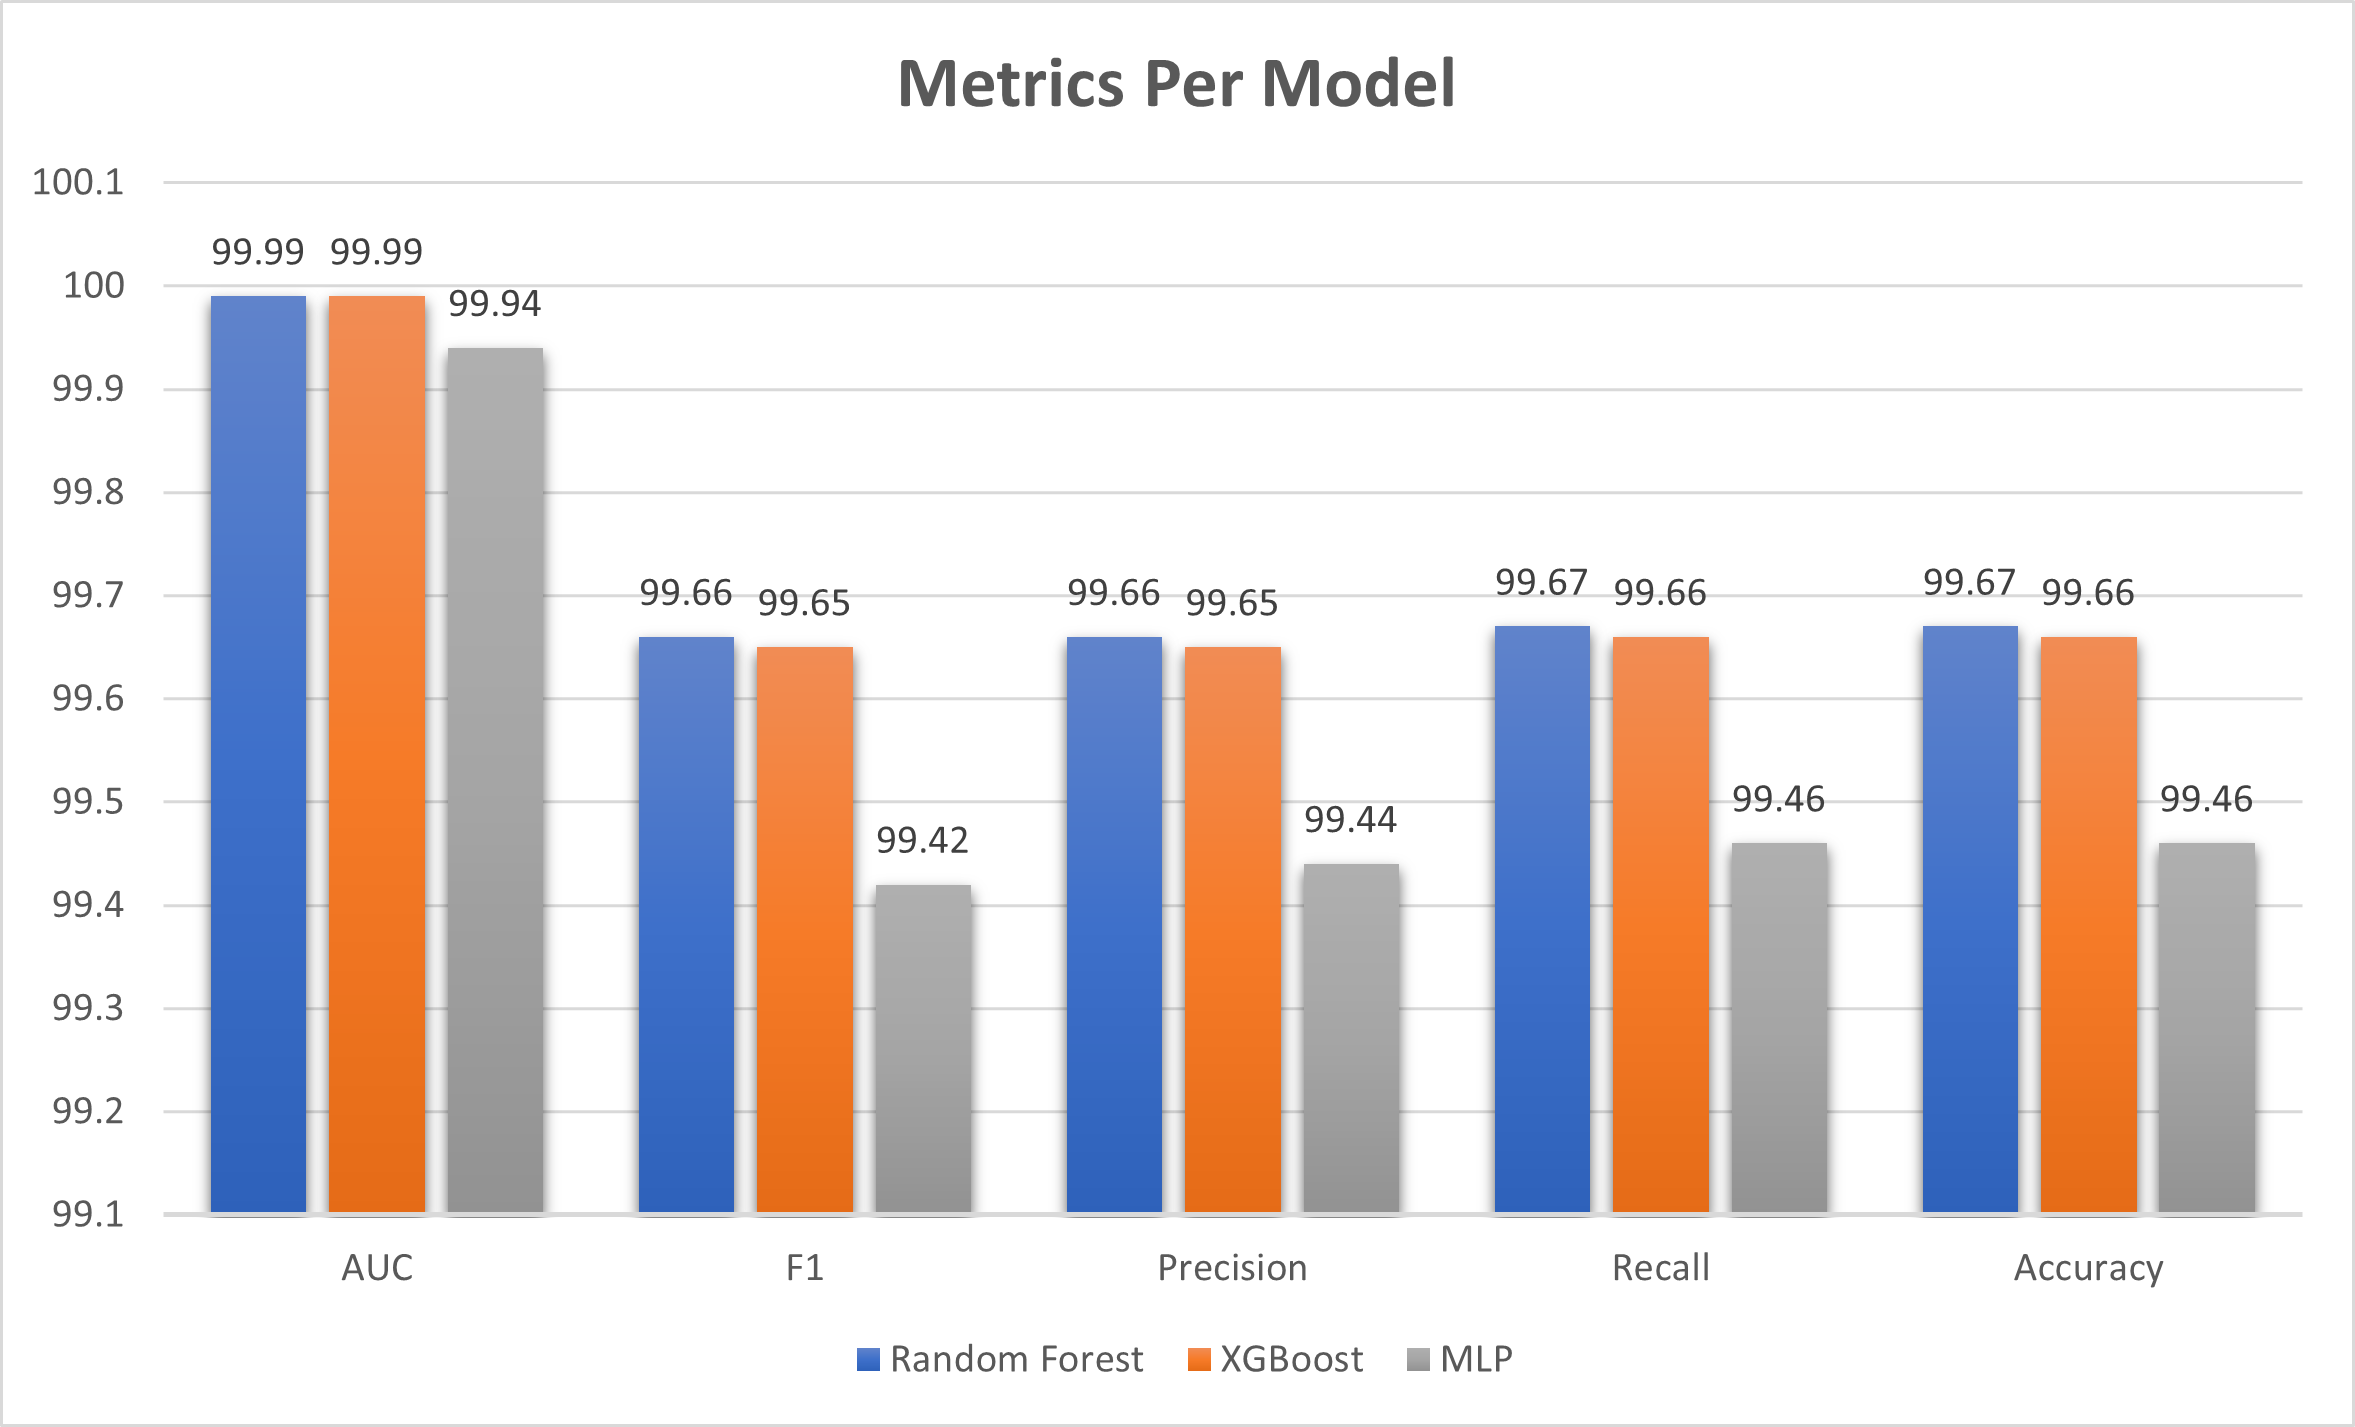 Metrics Per Model
100.1
100
99.9
99.8
99.7
99.6
99.5
99.4
99.3
99.2
99.1
99.99 99.99 99.94
99.66 99.65 99.42
99.66 99.65 99.44
99.67 99.66 99.46
99.67 99.66 99.46
AUC F1 Precision Recall Accuracy
Random Forest XGBoost MLP